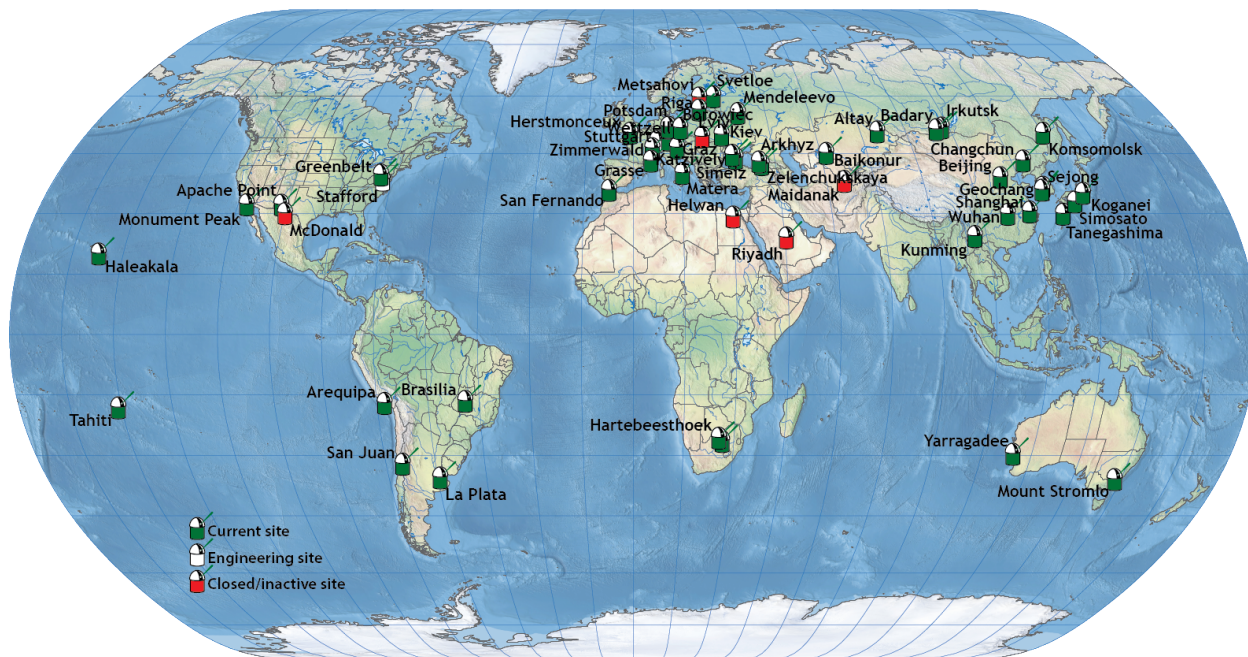 Metsahovi
Svetloe
Riga
Mendeleevo
Potsdam
Borowiec
Herstmonceux
Lviv
Kiev
Wettzell
Stuttgart
Graz
Zimmerwald
Katzively
Arkhyz
Simeiz
Grasse
Zelenchukskaya
Matera
San Fernando
Helwan
Riyadh
Maidanak
Baikonur
Altay
Badary
Irkutsk
Changchun
Komsomolsk
Beijing
Geochang
Sejong
Shanghai
Koganei
Wuhan
Simosato
Tanegashima
Kunming
Greenbelt
Stafford
Apache Point
Monument Peak
McDonald
Haleakala
Tahiti
Arequipa
Brasilia
San Juan
La Plata
Hartebeesthoek
Yarragadee
Mount Stromlo
Current site
Engineering site
Closed/inactive site